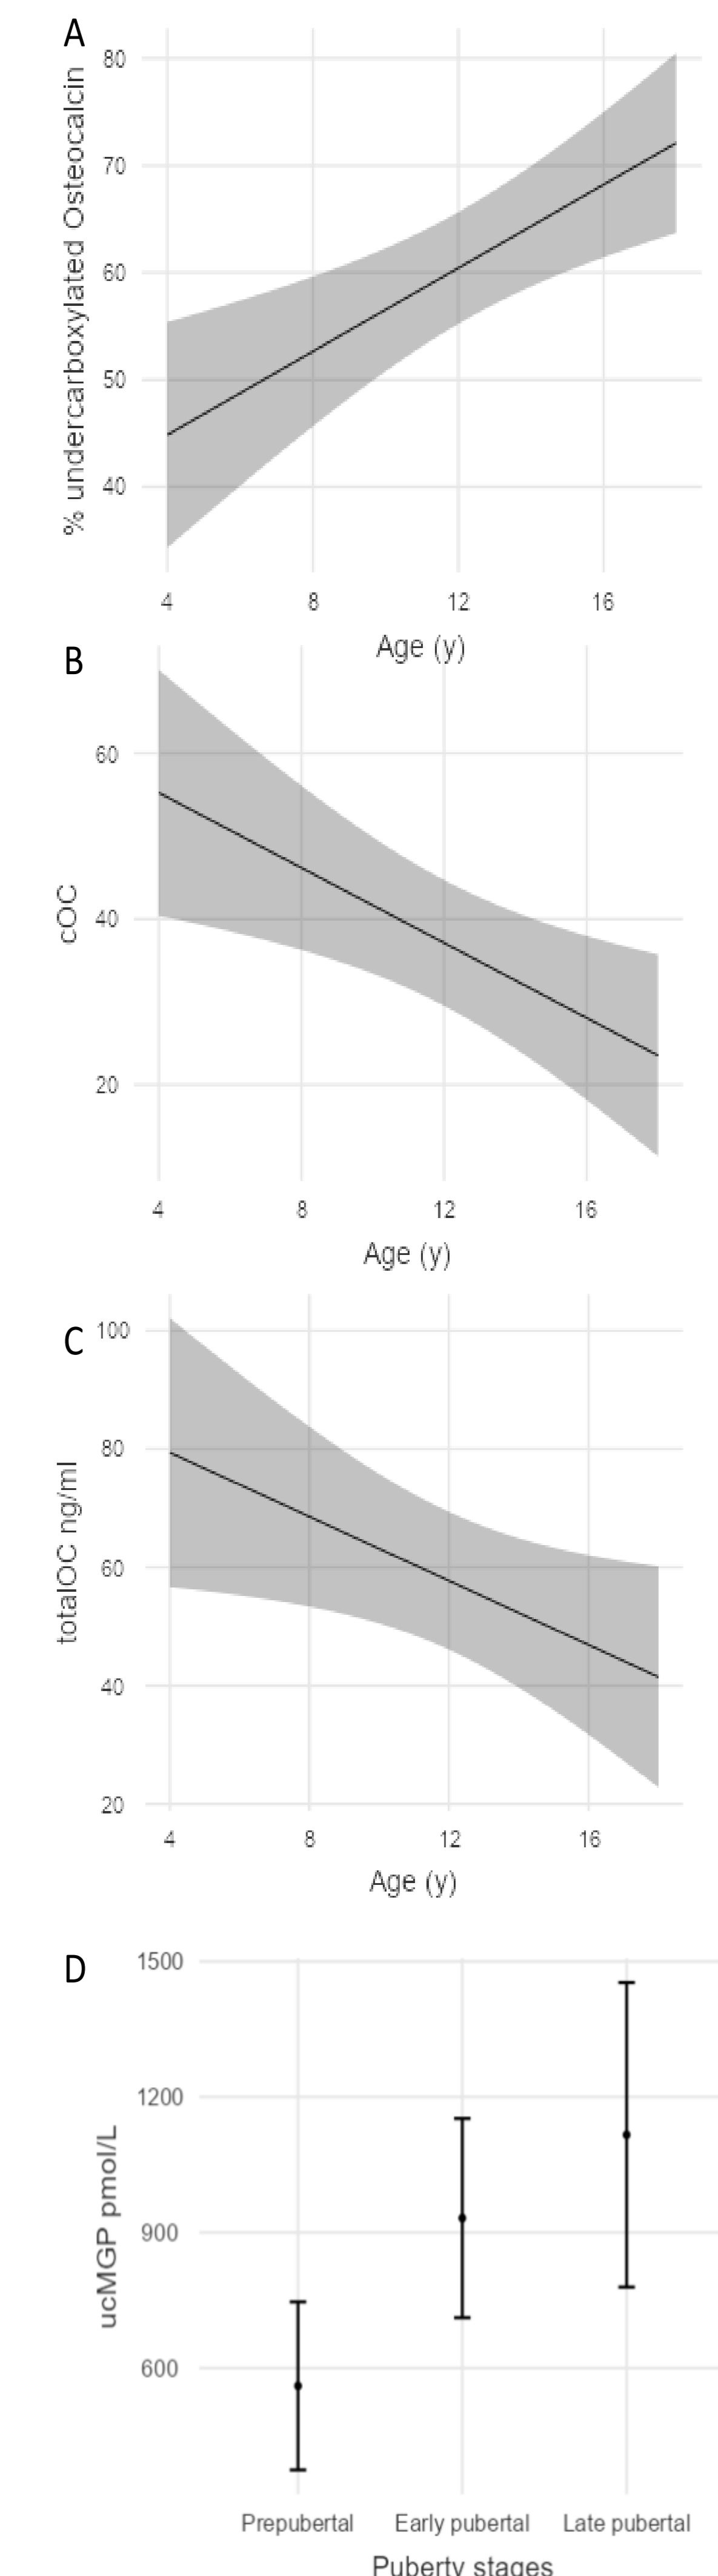 A
% undercarboxylated Osteocalcin
80
70
60
50
40
4 8 12 16
Age (y)
B
cOC
60
40
20
4 8 12 16
Age (y)
C
totalOC ng/ml
100
80
60
40
20
4 8 12 16
Age (y)
D
ucMGP pmol/L
1500
1200
900
600
Prepubertal Early pubertal Late pubertal
Puberty stages